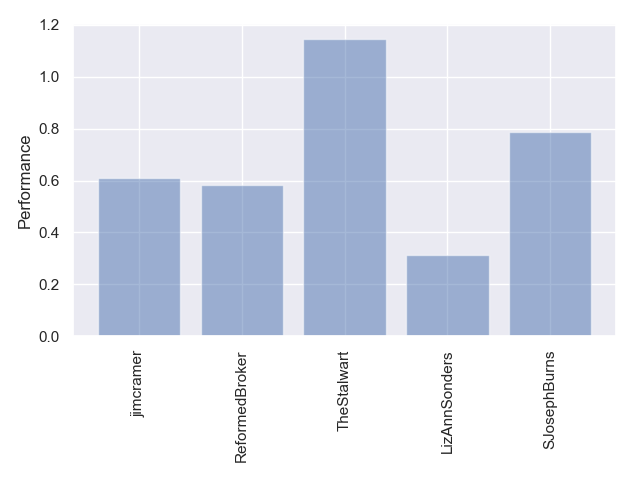 1.2
1.0
0.8
0.6
0.4
0.2
0.0
Performance
jimcramer
ReformedBroker
TheStalwart
LizAnnSonders
SJosephBurns